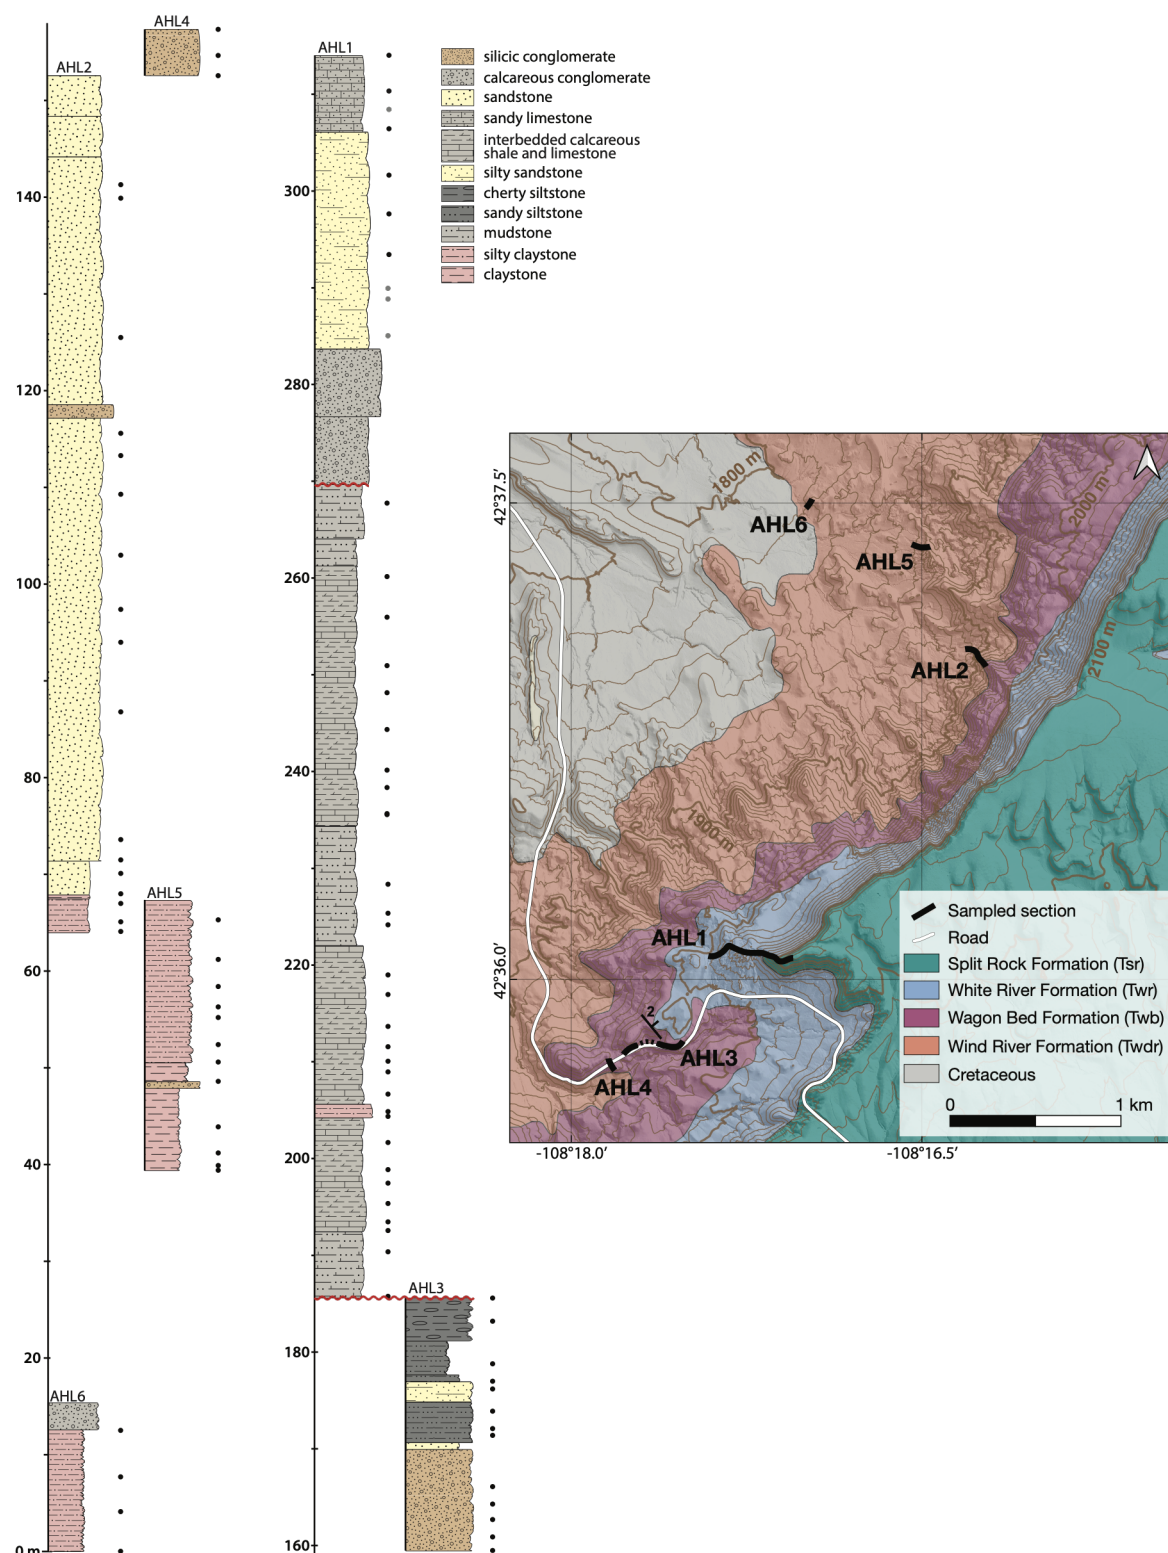 AHL4
AHL2
140
120
100
80
AHL5
60
40
20
AHL6
0 m
AHL1
300
280
260
240
220
200
AHL3
180
160
silicic conglomerate
calcareous conglomerate
sandstone
sandy limestone
interbedded calcareous
shale and limestone
silty sandstone
cherty siltstone
sandy siltstone
mudstone
silty claystone
claystone
42°37.5′
42°36.0′
1800 m
2000 m
AHL6
AHL5
AHL2
2100 m
1900 m
AHL1
2
AHL3
AHL4
Sampled section
Road
Split Rock Formation (Tsr)
White River Formation (Twr)
Wagon Bed Formation (Twb)
Wind River Formation (Twdr)
Cretaceous
0 1 km
-108°18.0′ -108°16.5′